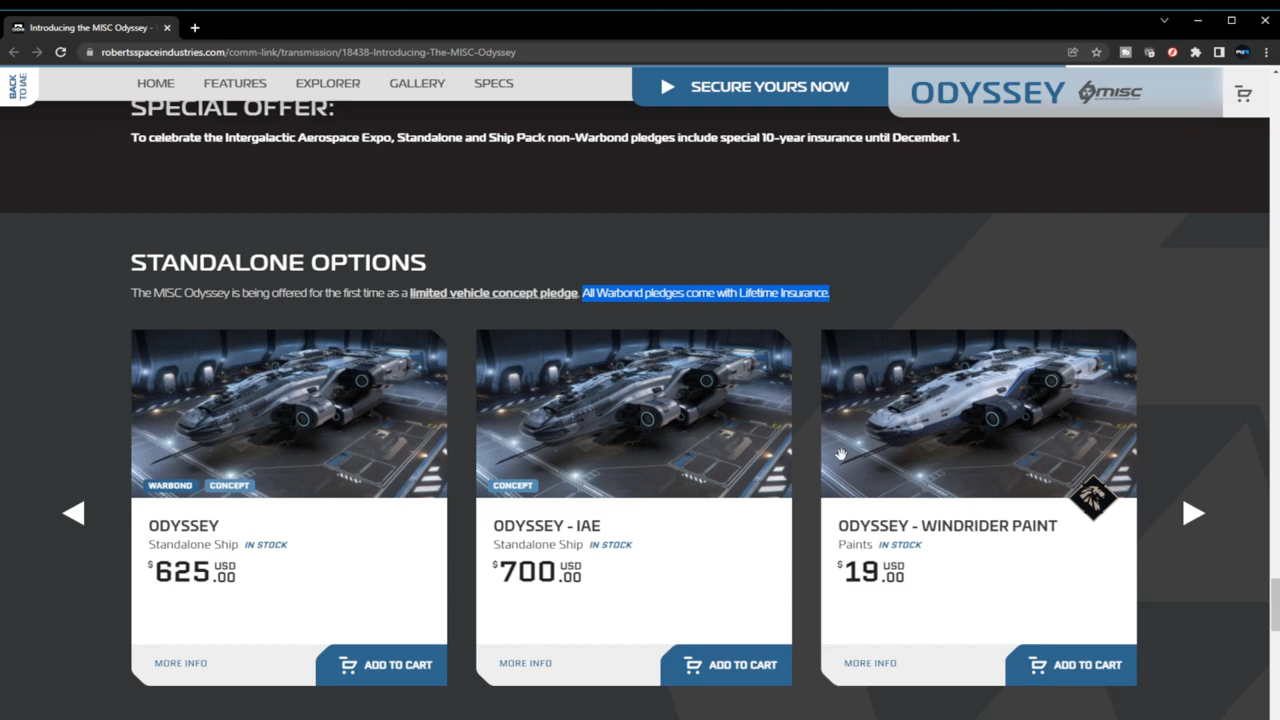 Introducing the MISC Odyssey -
robertsspaceindustries.com/comm-link/transmission/18438-Introducing-The-MISC-Odyssey
BACK TO IAE
HOME FEATURES EXPLORER GALLERY SPECS
SECURE YOURS NOW
ODYSSEY misc
SPECIAL OFFER:
To celebrate the Intergalactic Aerospace Expo, Standalone and Ship Pack non-Warbond pledges include special 10-year insurance until December 1.
STANDALONE OPTIONS
The MISC Odyssey is being offered for the first time as a limited vehicle concept pledge. All Warbond pledges come with Lifetime Insurance.
WARBOND CONCEPT
ODYSSEY
Standalone Ship IN STOCK
$625 USD .00
MORE INFO
ADD TO CART
CONCEPT
ODYSSEY - IAE
Standalone Ship IN STOCK
$700 USD .00
MORE INFO
ADD TO CART
ODYSSEY - WINDRIDER PAINT
Paints IN STOCK
$19 USD .00
MORE INFO
ADD TO CART